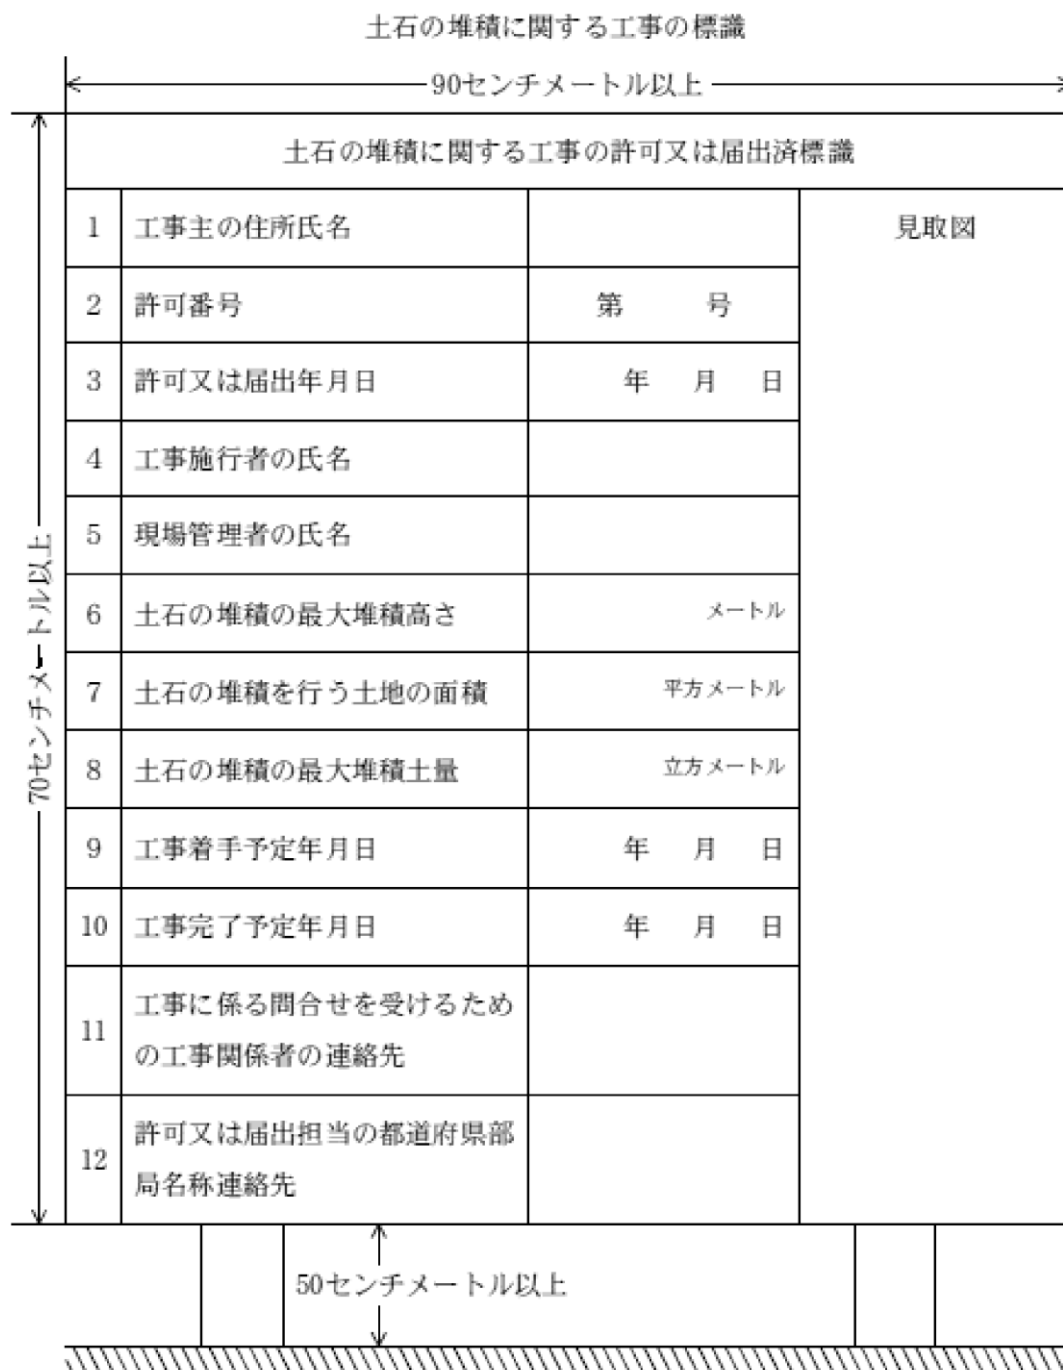 土石の堆積に関する工事の標識
90センチメートル以上
土石の堆積に関する工事の許可又は届出済標識
1 工事主の住所氏名 見取図
2 許可番号 第 号
3 許可又は届出年月日 年 月 日
4 工事施行者の氏名
5 現場管理者の氏名
6 土石の堆積の最大堆積高さ メートル
7 土石の堆積を行う土地の面積 平方メートル
8 土石の堆積の最大堆積土量 立方メートル
9 工事着手予定年月日 年 月 日
10 工事完了予定年月日 年 月 日
11 工事に係る問合せを受けるため
の工事関係者の連絡先
12 許可又は届出担当の都道府県部
局名称連絡先
70センチメートル以上
50センチメートル以上